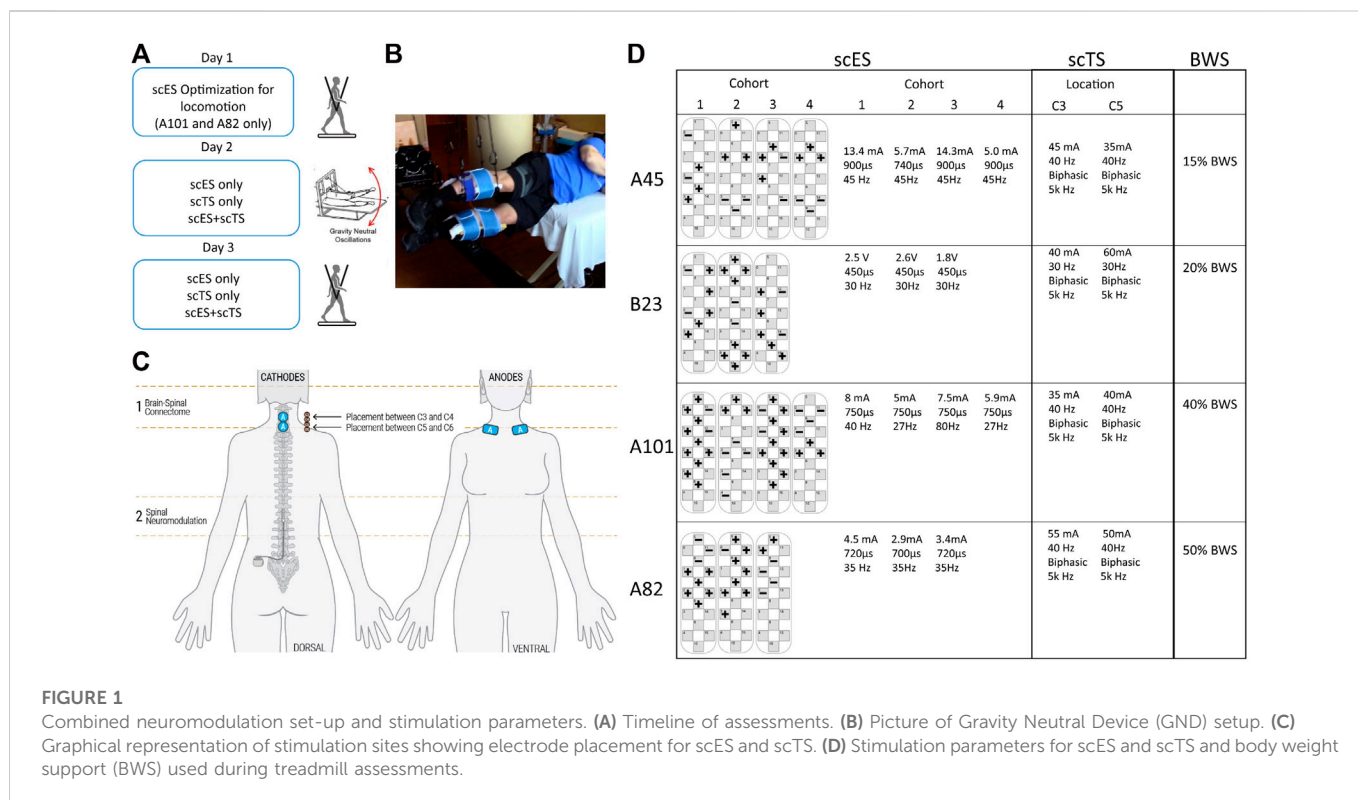 A
Day 1
scES Optimization for
locomotion
(A101 and A82 only)
Day 2
scES only
scTS only
scES+scTS
Gravity Neutral
Oscillations
Day 3
scES only
scTS only
scES+scTS
B
C
CATHODES
ANODES
1 Brain-Spinal
Connectome
A
A
Placement between C3 and C4
Placement between C5 and C6
A A
2 Spinal
Neuromodulation
DORSAL
VENTRAL
D
scES scTS BWS
Cohort Cohort Location
1 2 3 4 1 2 3 4 C3 C5
A45
13.4 mA 5.7mA 14.3mA 5.0 mA 45 mA 35mA
900µs 740µs 900µs 900µs 40 Hz 40Hz
45 Hz 45Hz 45Hz 45Hz Biphasic Biphasic
5k Hz 5k Hz
15% BWS
B23
2.5 V 2.6V 1.8V 40 mA 60mA
450µs 450µs 450µs 30 Hz 30Hz
30 Hz 30Hz 30Hz Biphasic Biphasic
5k Hz 5k Hz
20% BWS
A101
8 mA 5mA 7.5mA 5.9mA 35 mA 40mA
750µs 750µs 750µs 750µs 40 Hz 40Hz
40 Hz 27Hz 80Hz 27Hz Biphasic Biphasic
5k Hz 5k Hz
40% BWS
A82
4.5 mA 2.9mA 3.4mA 55 mA 50mA
720µs 700µs 720µs 40 Hz 40Hz
35 Hz 35Hz 35Hz Biphasic Biphasic
5k Hz 5k Hz
50% BWS
FIGURE 1
Combined neuromodulation set-up and stimulation parameters. (A) Timeline of assessments. (B) Picture of Gravity Neutral Device (GND) setup. (C)
Graphical representation of stimulation sites showing electrode placement for scES and scTS. (D) Stimulation parameters for scES and scTS and body weight
support (BWS) used during treadmill assessments.